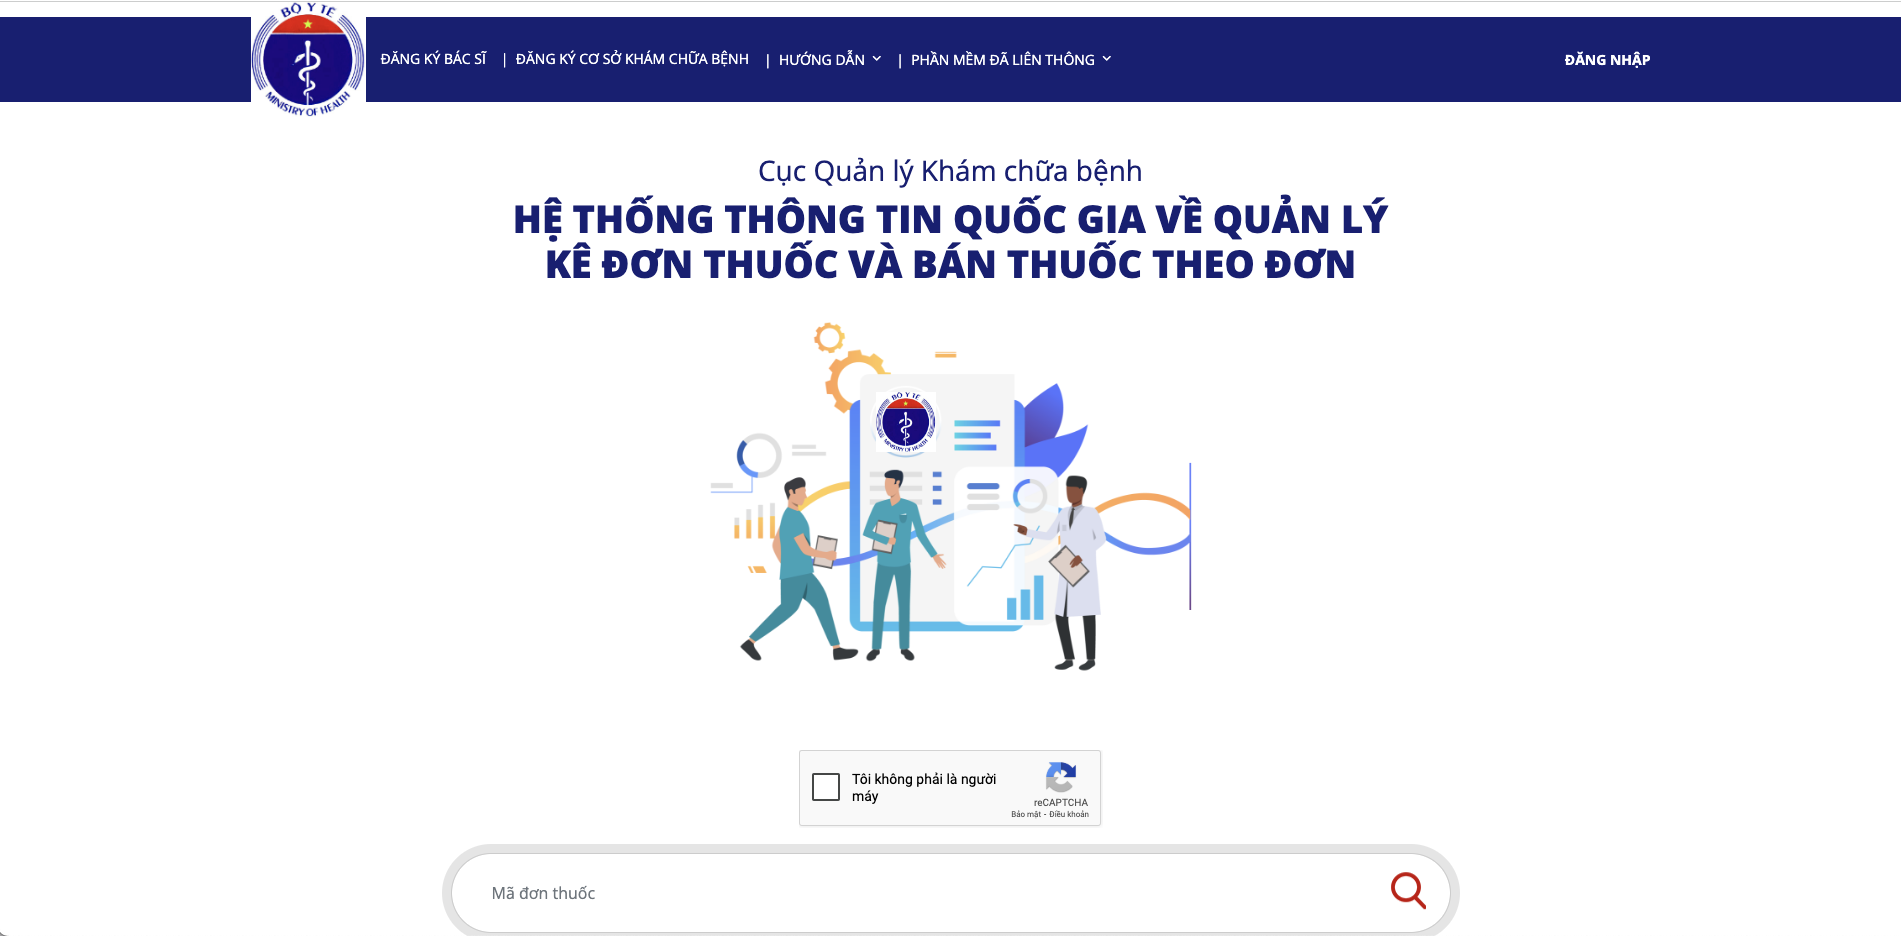 BỘ Y TẾ
MINISTRY OF HEALTH
ĐĂNG KÝ BÁC SĨ | ĐĂNG KÝ CƠ SỞ KHÁM CHỮA BỆNH | HƯỚNG DẪN | PHẦN MỀM ĐÃ LIÊN THÔNG
ĐĂNG NHẬP
Cục Quản lý Khám chữa bệnh
HỆ THỐNG THÔNG TIN QUỐC GIA VỀ QUẢN LÝ
KÊ ĐƠN THUỐC VÀ BÁN THUỐC THEO ĐƠN
BỘ Y TẾ
MINISTRY OF HEALTH
Tôi không phải là người
máy
reCAPTCHA
Bảo mật - Điều khoản
Mã đơn thuốc